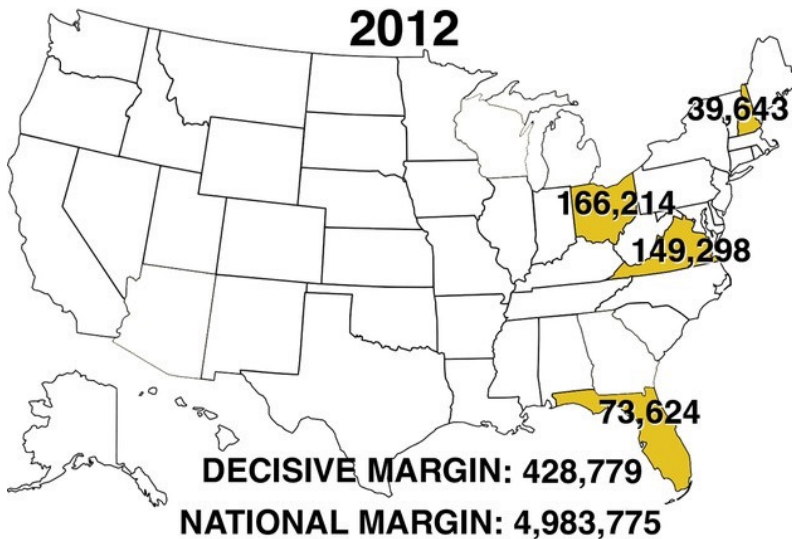 2012
39,643
166,214
149,298
73,624
DECISIVE MARGIN: 428,779
NATIONAL MARGIN: 4,983,775